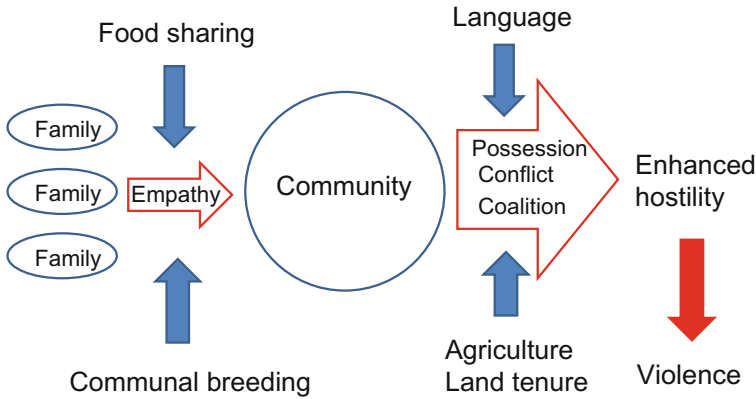 Food sharing
Language
Family
Family
Family
Empathy
Community
Possession
Conflict
Coalition
Enhanced
hostility
Communal breeding
Agriculture
Land tenure
Violence